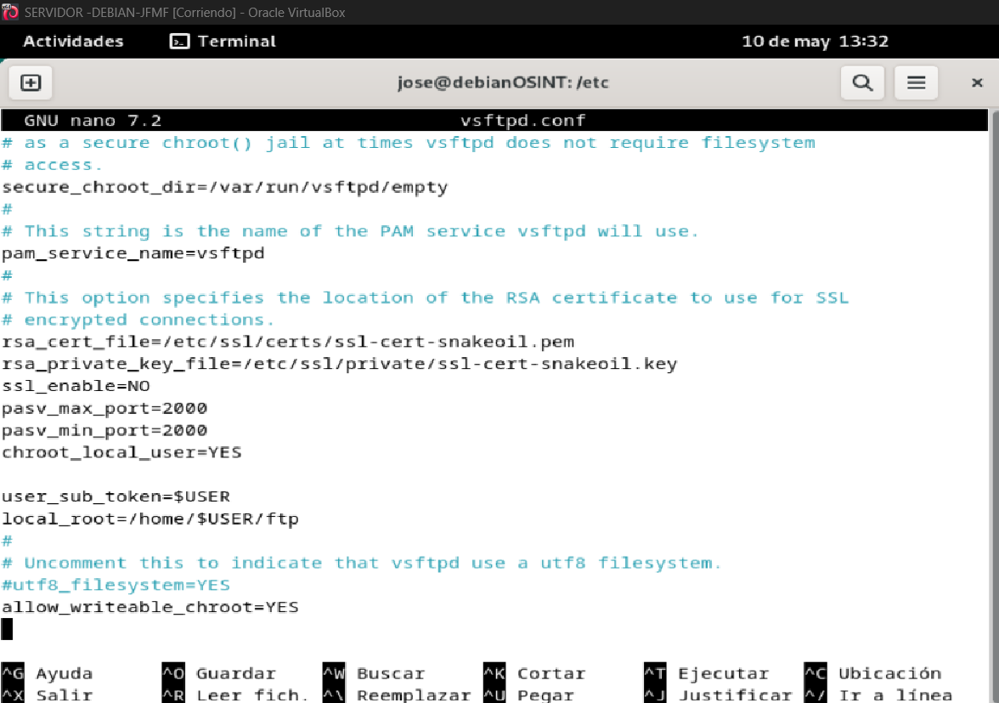 SERVIDOR -DEBIAN-JFMF [Corriendo] - Oracle VirtualBox
Actividades Terminal 10 de may 13:32
jose@debianOSINT: /etc
GNU nano 7.2 vsftpd.conf
# as a secure chroot() jail at times vsftpd does not require filesystem
# access.
secure_chroot_dir=/var/run/vsftpd/empty
#
# This string is the name of the PAM service vsftpd will use.
pam_service_name=vsftpd
#
# This option specifies the location of the RSA certificate to use for SSL
# encrypted connections.
rsa_cert_file=/etc/ssl/certs/ssl-cert-snakeoil.pem
rsa_private_key_file=/etc/ssl/private/ssl-cert-snakeoil.key
ssl_enable=NO
pasv_max_port=2000
pasv_min_port=2000
chroot_local_user=YES
user_sub_token=$USER
local_root=/home/$USER/ftp
#
# Uncomment this to indicate that vsftpd use a utf8 filesystem.
#utf8_filesystem=YES
allow_writeable_chroot=YES
^G Ayuda ^O Guardar ^W Buscar ^K Cortar ^T Ejecutar ^C Ubicación
^X Salir ^R Leer fich. ^\ Reemplazar ^U Pegar ^J Justificar ^/ Ir a línea